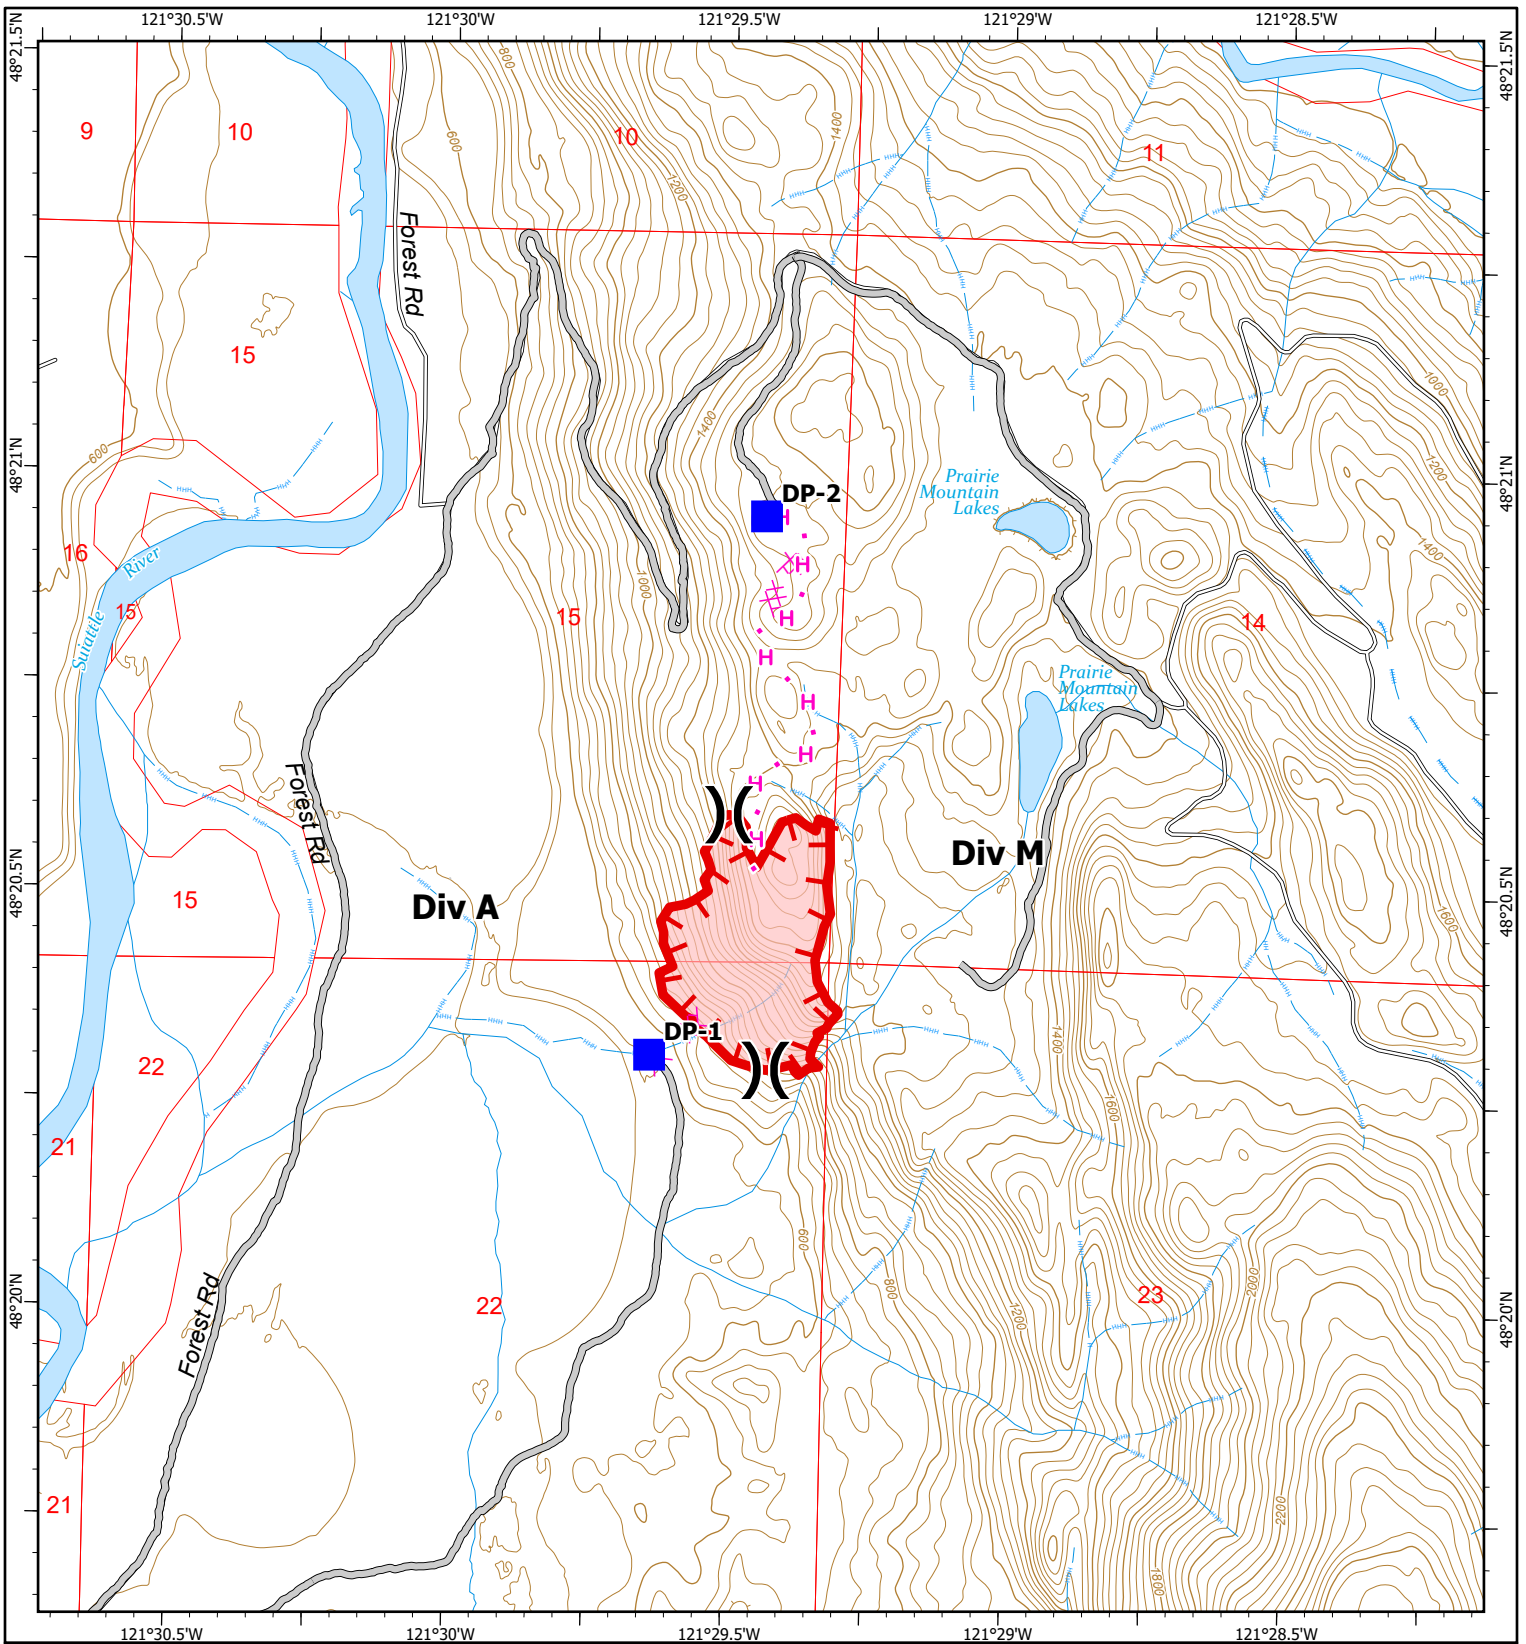 121°30.5'W
121°30'W
121°29.5'W
121°29'W
121°28.5'W
48°21.5'N
48°21.5'N
800
9
10
10
1400
11
600
1200
Forest Rd
15
1000
1400
600
1200
48°21'N
48°21'N
Prairie
Mountain
Lakes
DP-2
H
1400
16
River
H
1000
15
15
H
14
Suiattle
H
Prairie
Mountain
Lakes
H
H
Forest Rd
H
H
Div M
48°20.5'N
15
Div A
1600
48°20.5'N
DP-1
1400
22
1600
21
600
800
2000
Forest Rd
22
23
1200
48°20'N
48°20'N
21
2200
1800
121°30.5'W
121°30'W
121°29.5'W
121°29'W
121°28.5'W